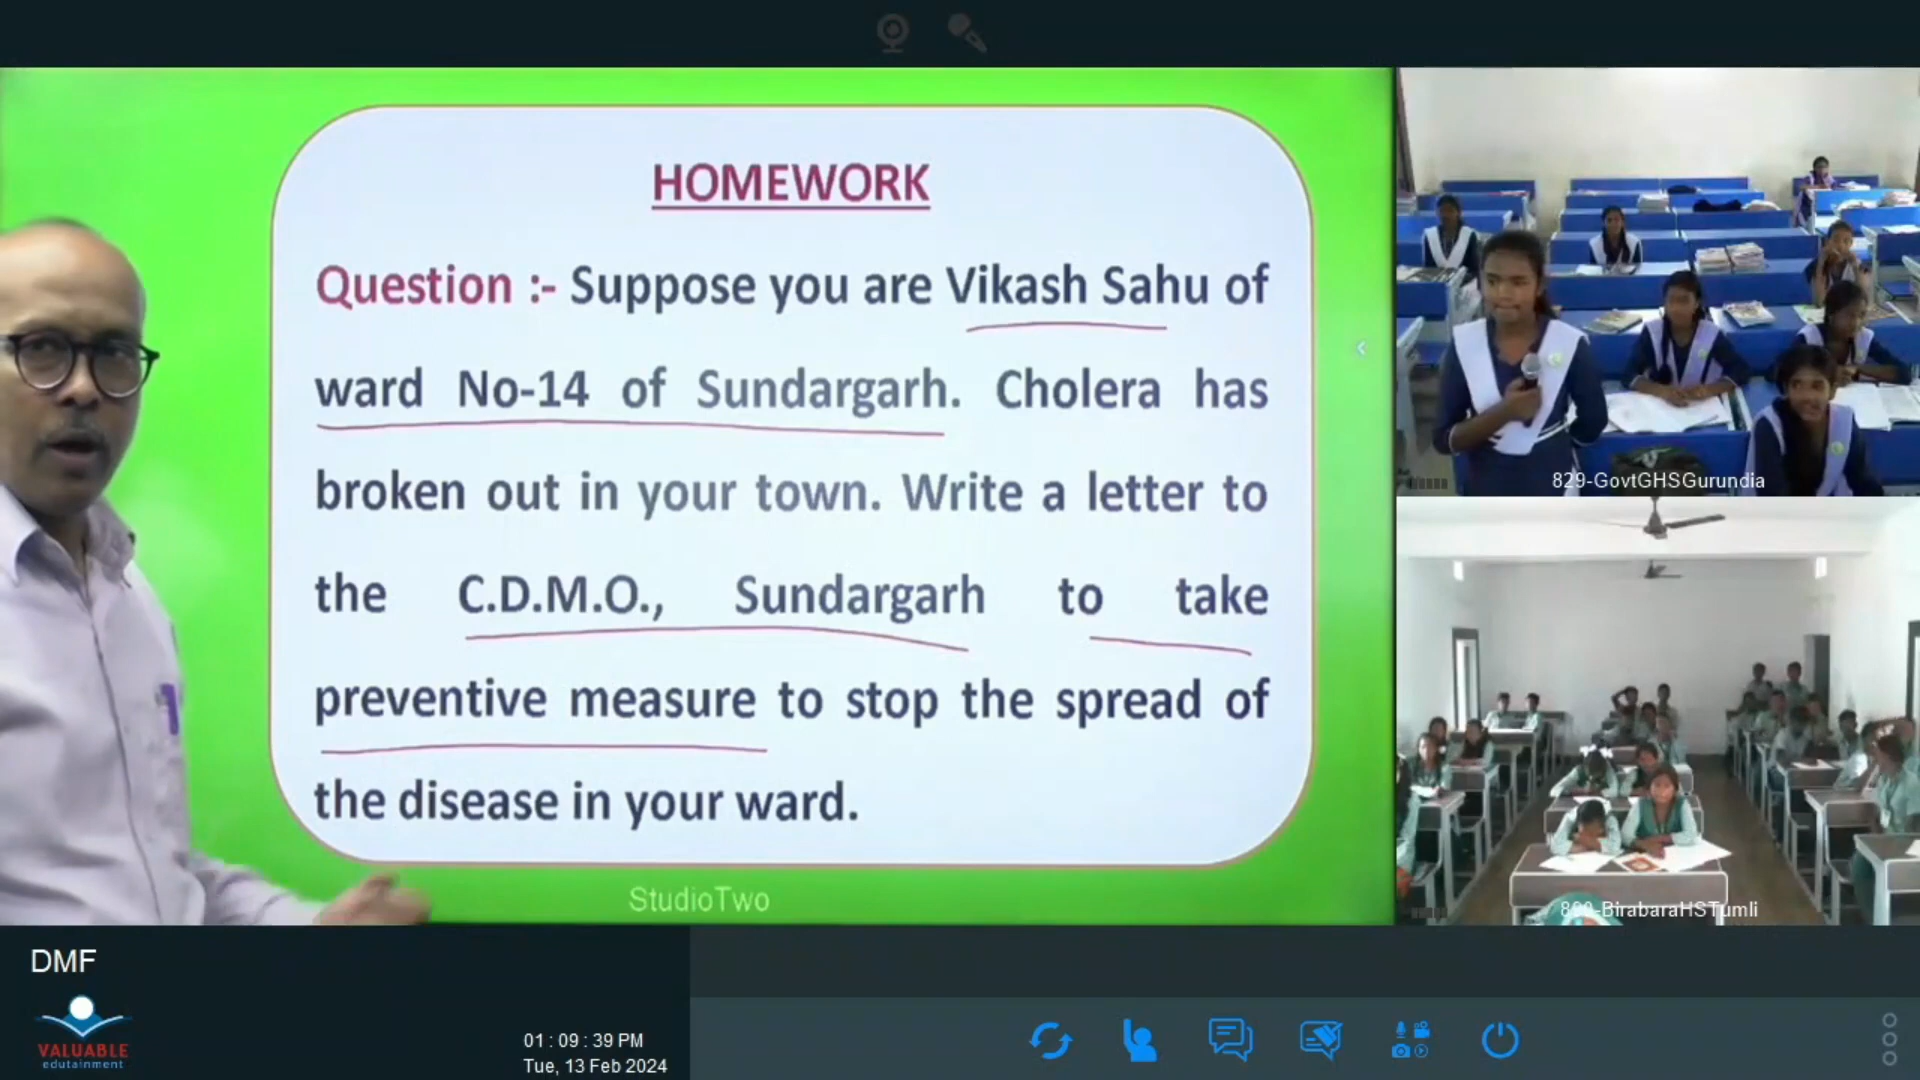 HOMEWORK
Question :- Suppose you are Vikash Sahu of
ward No-14 of Sundargarh. Cholera has
broken out in your town. Write a letter to
the C.D.M.O., Sundargarh to take
preventive measure to stop the spread of
the disease in your ward.
StudioTwo
829-GovtGHSGurundia
DMF
VALUABLE
edutainment
01 : 09 : 39 PM
Tue, 13 Feb 2024